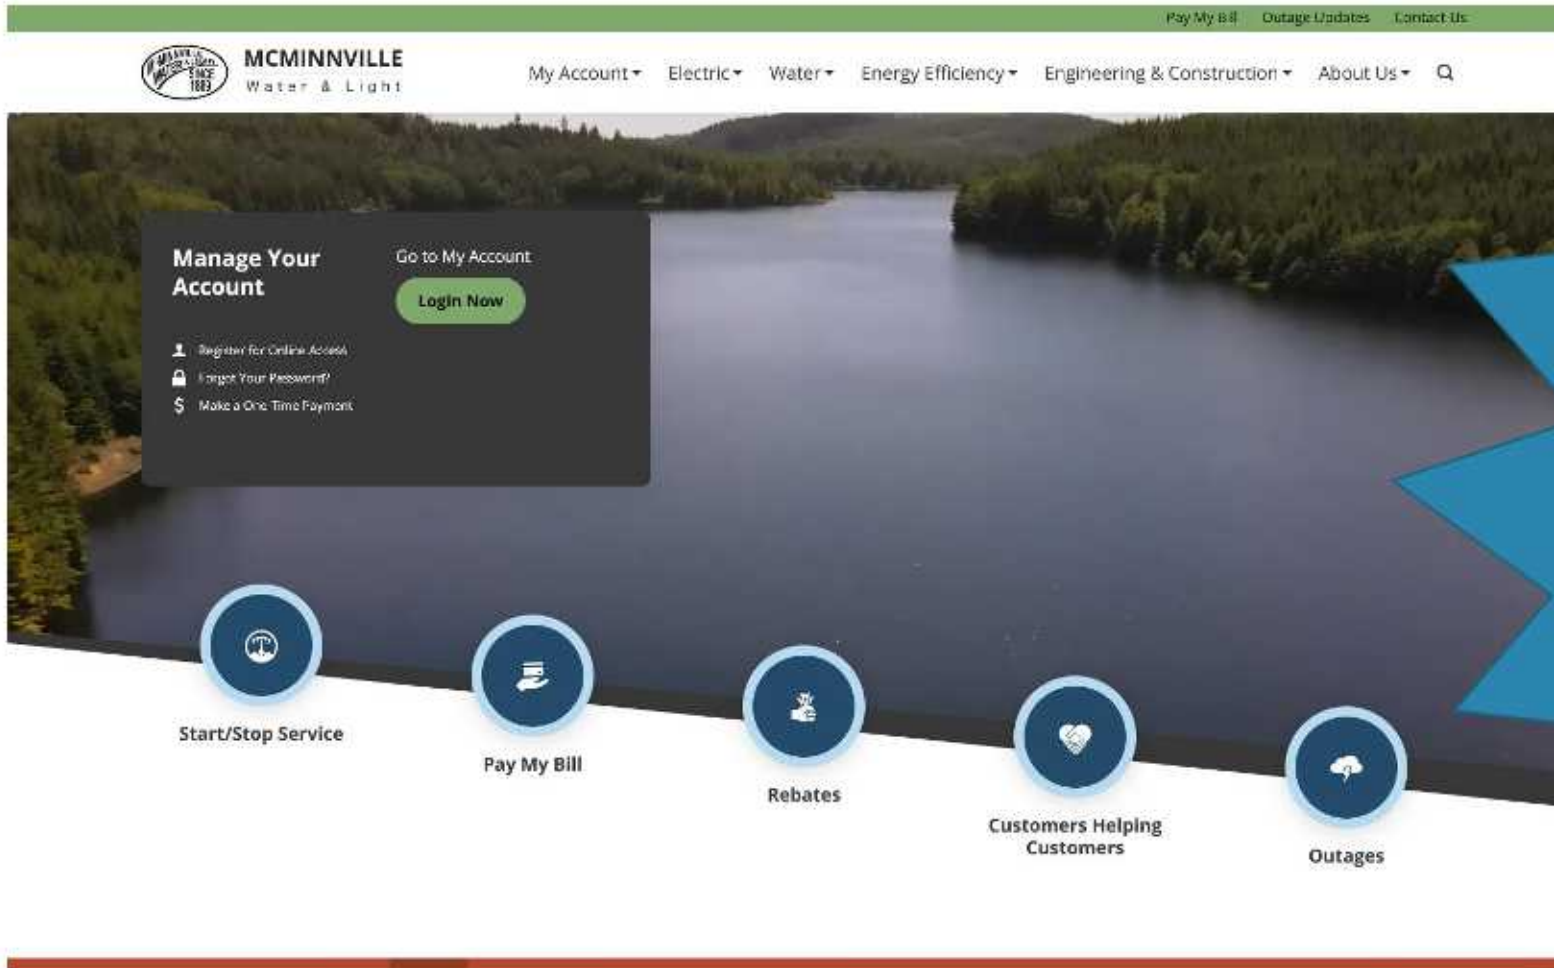 Pay My Bill Outage Updates Contact Us
MCMINNVILLE
Water & Light
SINCE
1889
My Account Electric Water Energy Efficiency Engineering & Construction About Us
Manage Your
Account
Go to My Account
Login Now
Register for Online Access
Forgot Your Password?
Make a One-Time Payment
Start/Stop Service
Pay My Bill
Rebates
Customers Helping
Customers
Outages